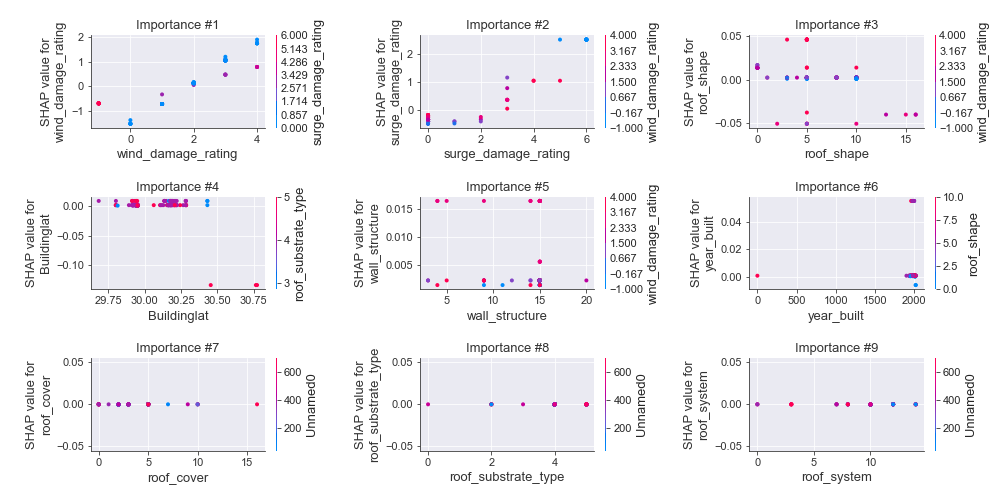 Importance #1
SHAP value for
wind_damage_rating
2
1
0
−1
0
2
4
wind_damage_rating
6.000
5.143
4.286
3.429
2.571
1.714
0.857
0.000
surge_damage_rating
Importance #2
SHAP value for
surge_damage_rating
2
0
0
2
4
6
surge_damage_rating
4.000
3.167
2.333
1.500
0.667
−0.167
−1.000
wind_damage_rating
Importance #3
SHAP value for
roof_shape
0.05
0.00
−0.05
0
5
10
15
roof_shape
4.000
3.167
2.333
1.500
0.667
−0.167
−1.000
wind_damage_rating
Importance #4
SHAP value for
Buildinglat
0.00
−0.05
−0.10
29.75
30.00
30.25
30.50
30.75
Buildinglat
5
4
3
roof_substrate_type
Importance #5
SHAP value for
wall_structure
0.015
0.010
0.005
5
10
15
20
wall_structure
4.000
3.167
2.333
1.500
0.667
−0.167
−1.000
wind_damage_rating
Importance #6
SHAP value for
year_built
0.04
0.02
0.00
0
500
1000
1500
2000
year_built
10.0
7.5
5.0
2.5
0.0
roof_shape
Importance #7
SHAP value for
roof_cover
0.05
0.00
−0.05
0
5
10
15
roof_cover
600
400
200
Unnamed0
Importance #8
SHAP value for
roof_substrate_type
0.05
0.00
−0.05
0
2
4
roof_substrate_type
600
400
200
Unnamed0
Importance #9
SHAP value for
roof_system
0.05
0.00
−0.05
0
5
10
roof_system
600
400
200
Unnamed0